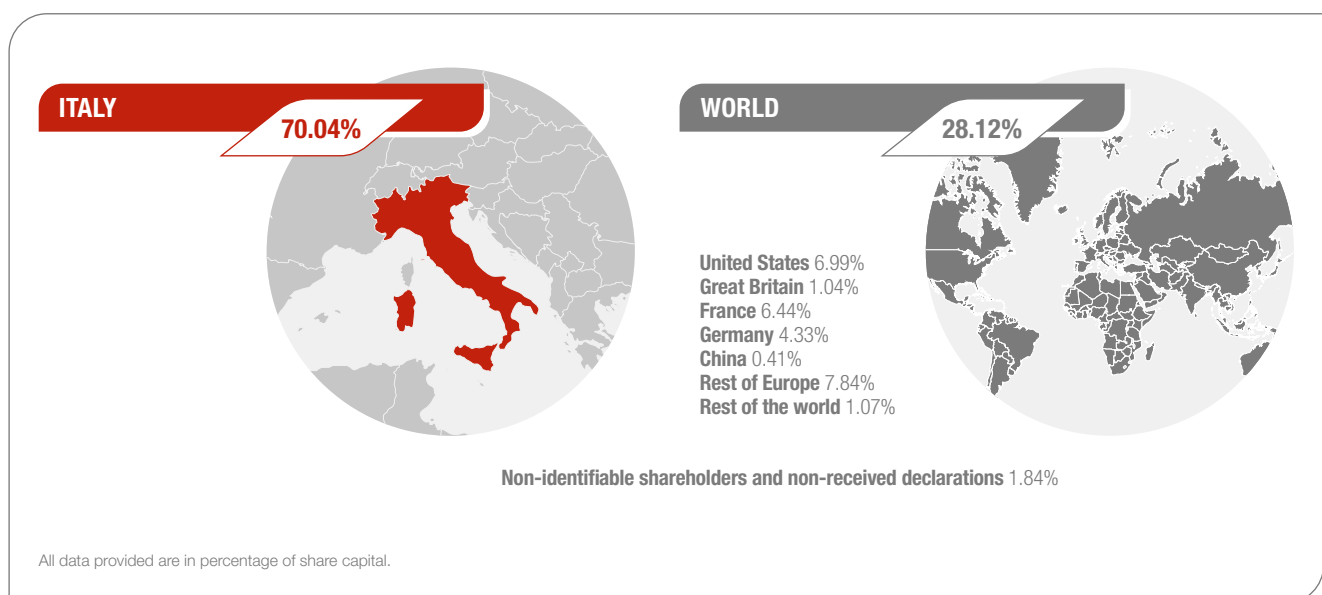 ITALY
70.04%
WORLD
28.12%
United States 6.99%
Great Britain 1.04%
France 6.44%
Germany 4.33%
China 0.41%
Rest of Europe 7.84%
Rest of the world 1.07%
Non-identifiable shareholders and non-received declarations 1.84%
All data provided are in percentage of share capital.